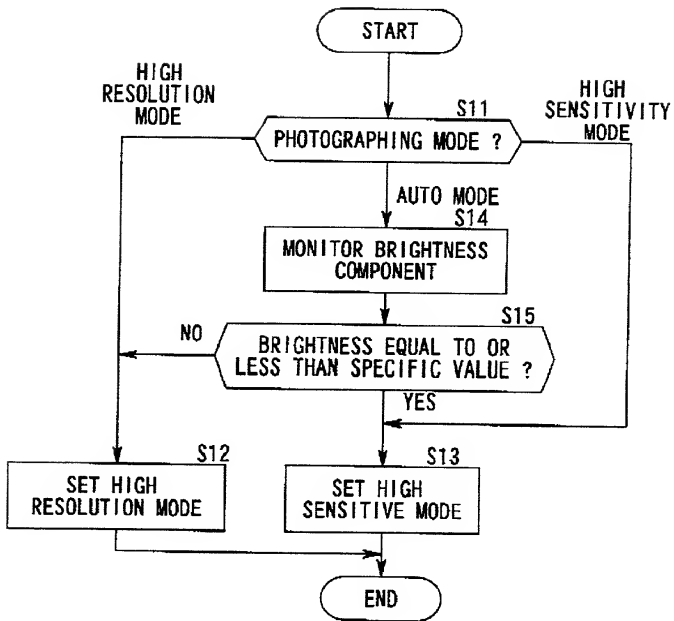 START
HIGH
RESOLUTION
MODE
HIGH
SENSITIVITY
MODE
S11
PHOTOGRAPHING MODE ?
AUTO MODE
S14
MONITOR BRIGHTNESS
COMPONENT
S15
NO
BRIGHTNESS EQUAL TO OR
LESS THAN SPECIFIC VALUE ?
YES
S12
SET HIGH
RESOLUTION MODE
S13
SET HIGH
SENSITIVE MODE
END